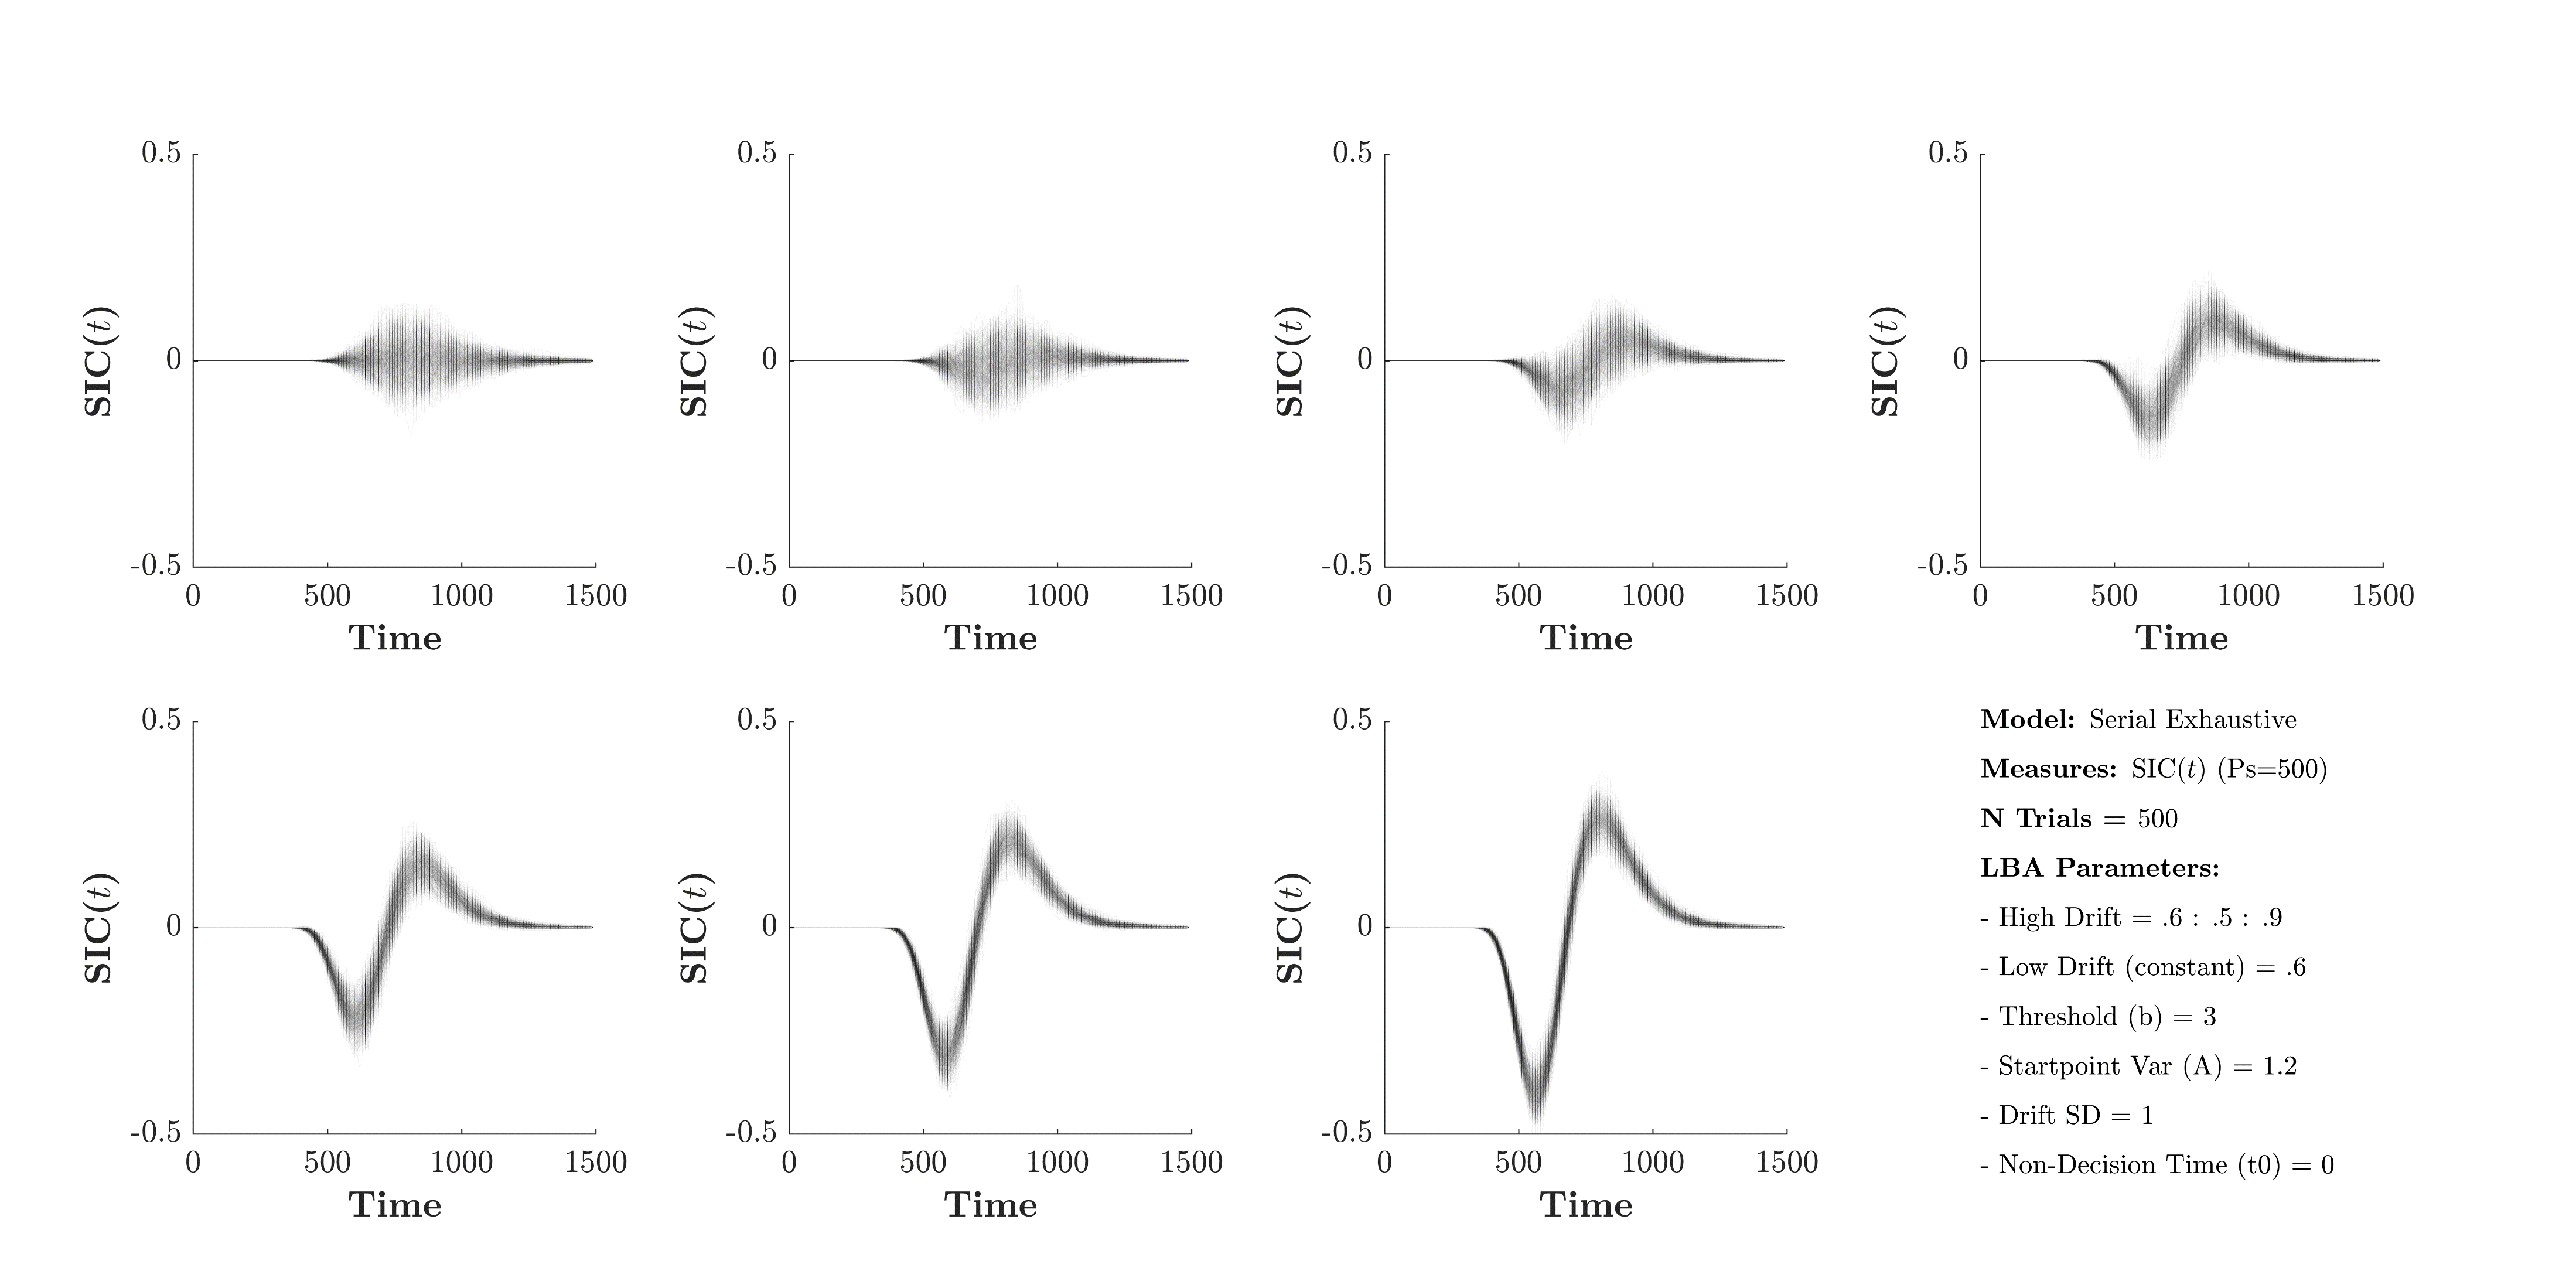 0.5
0
-0.5
SIC(t)
0 500 1000 1500
Time
0.5
0
-0.5
SIC(t)
0 500 1000 1500
Time
0.5
0
-0.5
SIC(t)
0 500 1000 1500
Time
0.5
0
-0.5
SIC(t)
0 500 1000 1500
Time
0.5
0
-0.5
SIC(t)
0 500 1000 1500
Time
0.5
0
-0.5
SIC(t)
0 500 1000 1500
Time
0.5
0
-0.5
SIC(t)
0 500 1000 1500
Time
Model: Serial Exhaustive
Measures: SIC(t) (Ps=500)
N Trials = 500
LBA Parameters:
- High Drift = .6 : .5 : .9
- Low Drift (constant) = .6
- Threshold (b) = 3
- Startpoint Var (A) = 1.2
- Drift SD = 1
- Non-Decision Time (t0) = 0